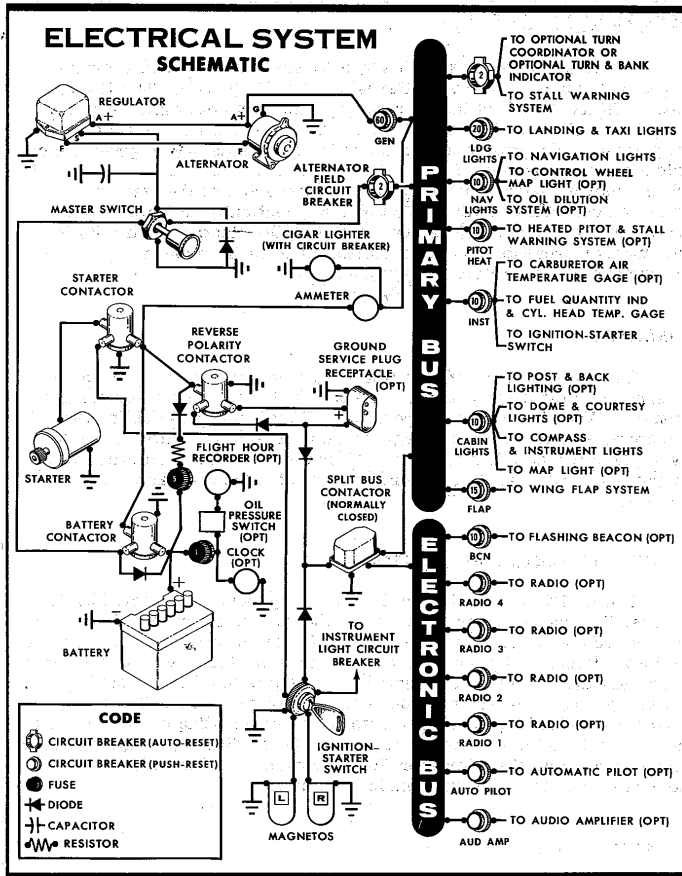 ELECTRICAL SYSTEM
SCHEMATIC
REGULATOR
A+
S
F
A+
G
F
ALTERNATOR
60
GEN
ALTERNATOR
FIELD
CIRCUIT
BREAKER
2
MASTER SWITCH
CIGAR LIGHTER
(WITH CIRCUIT BREAKER)
AMMETER
STARTER
CONTACTOR
REVERSE
POLARITY
CONTACTOR
GROUND
SERVICE PLUG
RECEPTACLE
(OPT)
-
+
STARTER
FLIGHT HOUR
RECORDER (OPT)
5
OIL
PRESSURE
SWITCH
(OPT)
CLOCK (OPT)
SPLIT BUS
CONTACTOR
(NORMALLY
CLOSED)
BATTERY
CONTACTOR
+
-
BATTERY
TO
INSTRUMENT
LIGHT CIRCUIT
BREAKER
IGNITION-
STARTER
SWITCH
L
R
MAGNETOS
CODE
CIRCUIT BREAKER (AUTO-RESET)
CIRCUIT BREAKER (PUSH-RESET)
FUSE
DIODE
CAPACITOR
RESISTOR
PRIMARY BUS
2
TO OPTIONAL TURN
COORDINATOR OR
OPTIONAL TURN & BANK
INDICATOR
TO STALL WARNING
SYSTEM
20
LDG
LIGHTS
TO LANDING & TAXI LIGHTS
10
NAV
LIGHTS
TO NAVIGATION LIGHTS
TO CONTROL WHEEL
MAP LIGHT (OPT)
TO OIL DILUTION
SYSTEM (OPT)
10
PITOT
HEAT
TO HEATED PITOT & STALL
WARNING SYSTEM (OPT)
10
INST
TO CARBURETOR AIR
TEMPERATURE GAGE (OPT)
TO FUEL QUANTITY IND
& CYL. HEAD TEMP. GAGE
TO IGNITION-STARTER
SWITCH
10
CABIN
LIGHTS
TO POST & BACK
LIGHTING (OPT)
TO DOME & COURTESY
LIGHTS (OPT)
TO COMPASS
& INSTRUMENT LIGHTS
TO MAP LIGHT (OPT)
15
FLAP
TO WING FLAP SYSTEM
ELECTRONIC BUS
10
BCN
TO FLASHING BEACON (OPT)
RADIO 4
TO RADIO (OPT)
RADIO 3
TO RADIO (OPT)
RADIO 2
TO RADIO (OPT)
RADIO 1
TO RADIO (OPT)
AUTO PILOT
TO AUTOMATIC PILOT (OPT)
AUD AMP
TO AUDIO AMPLIFIER (OPT)